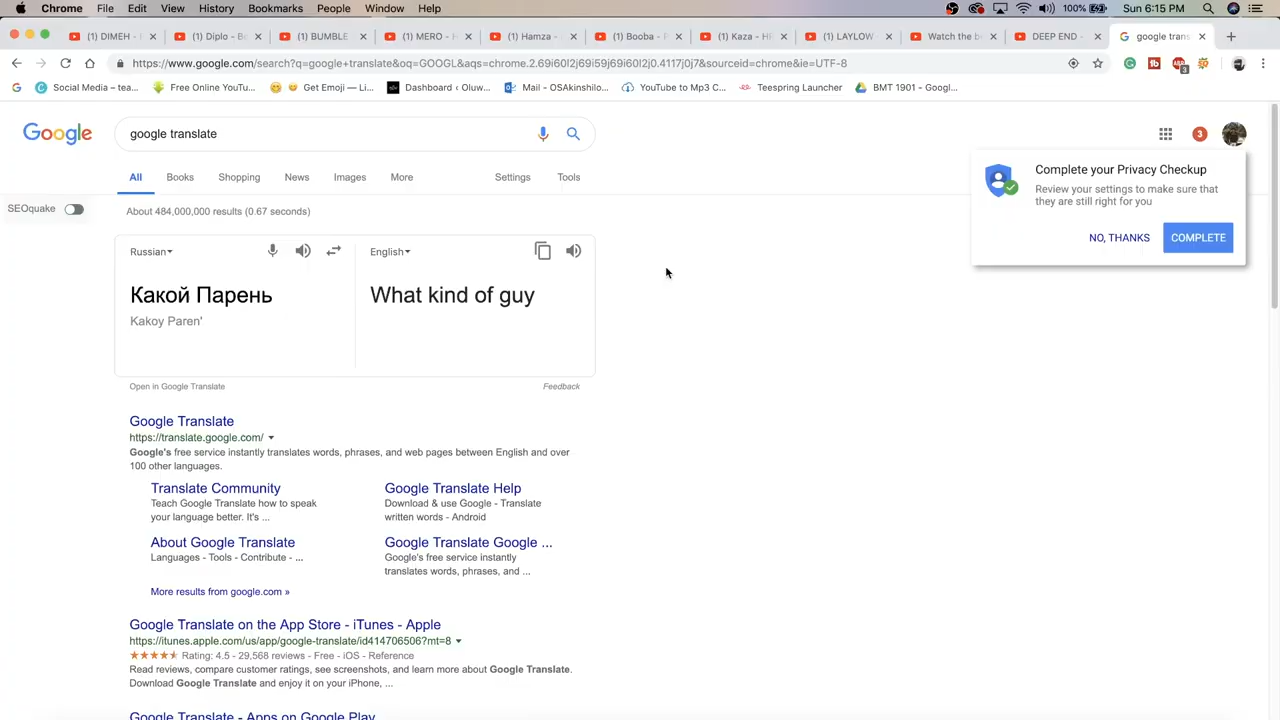 Chrome File Edit View History Bookmarks People Window Help 100% Sun 6:15 PM
(1) DIMEH - (1) Diplo - B (1) BUMBLE (1) MERO - (1) Hamza - (1) Booba - (1) Kaza - (1) LAYLOW Watch the b DEEP END - google trans
https://www.google.com/search?q=google+translate&oq=GOOGL&aqs=chrome.2.69i60l2j69i59j69i60l2j0.4117j0j7&sourceid=chrome&ie=UTF-8
Social Media – tea... Free Online YouTu... Get Emoji — Li... Dashboard ‹ Oluw... Mail - OSAkinshilo... YouTube to Mp3 C... Teespring Launcher BMT 1901 - Googl...
Google google translate 3
Complete your Privacy Checkup
Review your settings to make sure that
they are still right for you
NO, THANKS COMPLETE
All Books Shopping News Images More Settings Tools
SEOquake
About 484,000,000 results (0.67 seconds)
Russian English
Какой Парень What kind of guy
Kakoy Paren'
Open in Google Translate Feedback
Google Translate
https://translate.google.com/
Google's free service instantly translates words, phrases, and web pages between English and over
100 other languages.
Translate Community Google Translate Help
Teach Google Translate how to speak Download & use Google - Translate
your language better. It's ... written words - Android
About Google Translate Google Translate Google ...
Languages - Tools - Contribute - ... Google's free service instantly
translates words, phrases, and ...
More results from google.com »
Google Translate on the App Store - iTunes - Apple
https://itunes.apple.com/us/app/google-translate/id414706506?mt=8
Rating: 4.5 - 29,568 reviews - Free - iOS - Reference
Read reviews, compare customer ratings, see screenshots, and learn more about Google Translate.
Download Google Translate and enjoy it on your iPhone, ...
Google Translate - Apps on Google Play